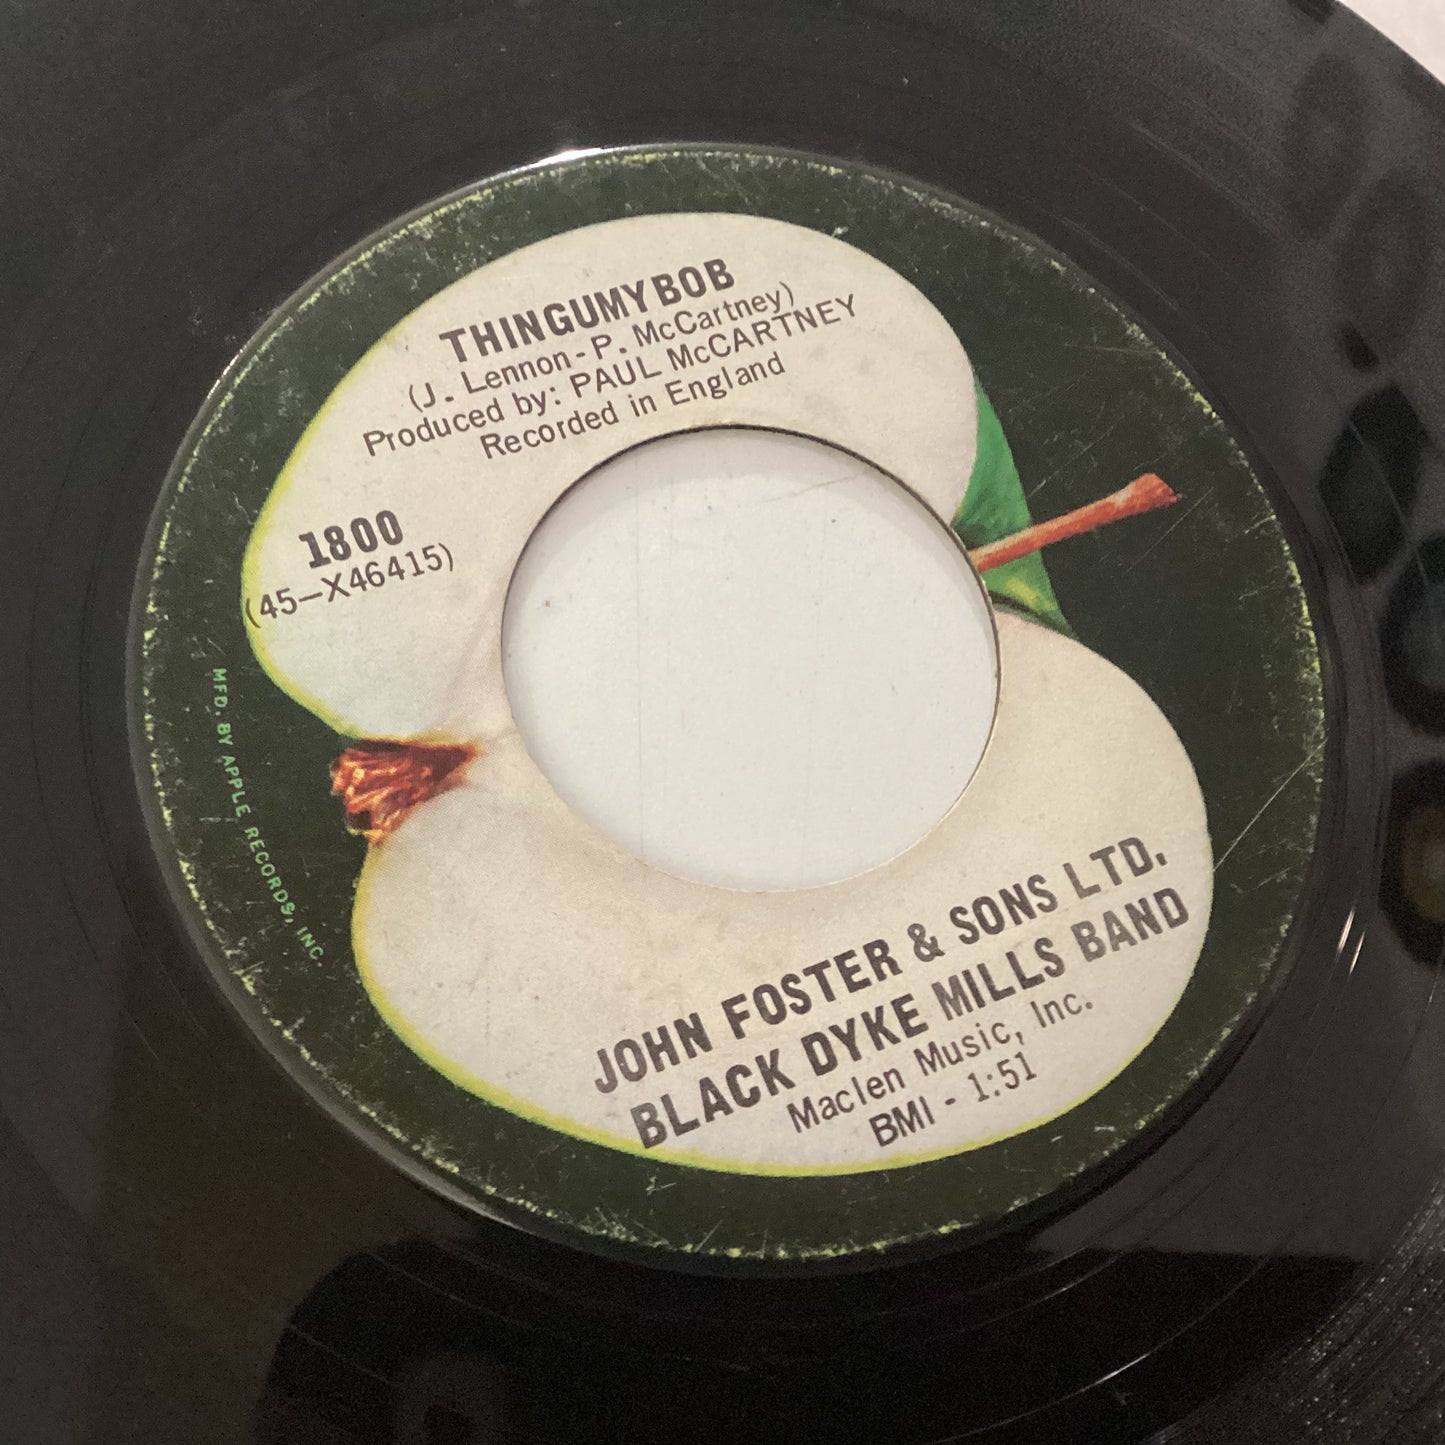 THINGUMYBOB
(J. Lennon-P. McCartney)
Produced by: PAUL McCARTNEY
Recorded in England
1800
(45—X46415)
MFD. BY APPLE RECORDS, INC.
JOHN FOSTER & SONS LTD.
BLACK DYKE MILLS BAND
Maclen Music, Inc.
BMI - 1:51